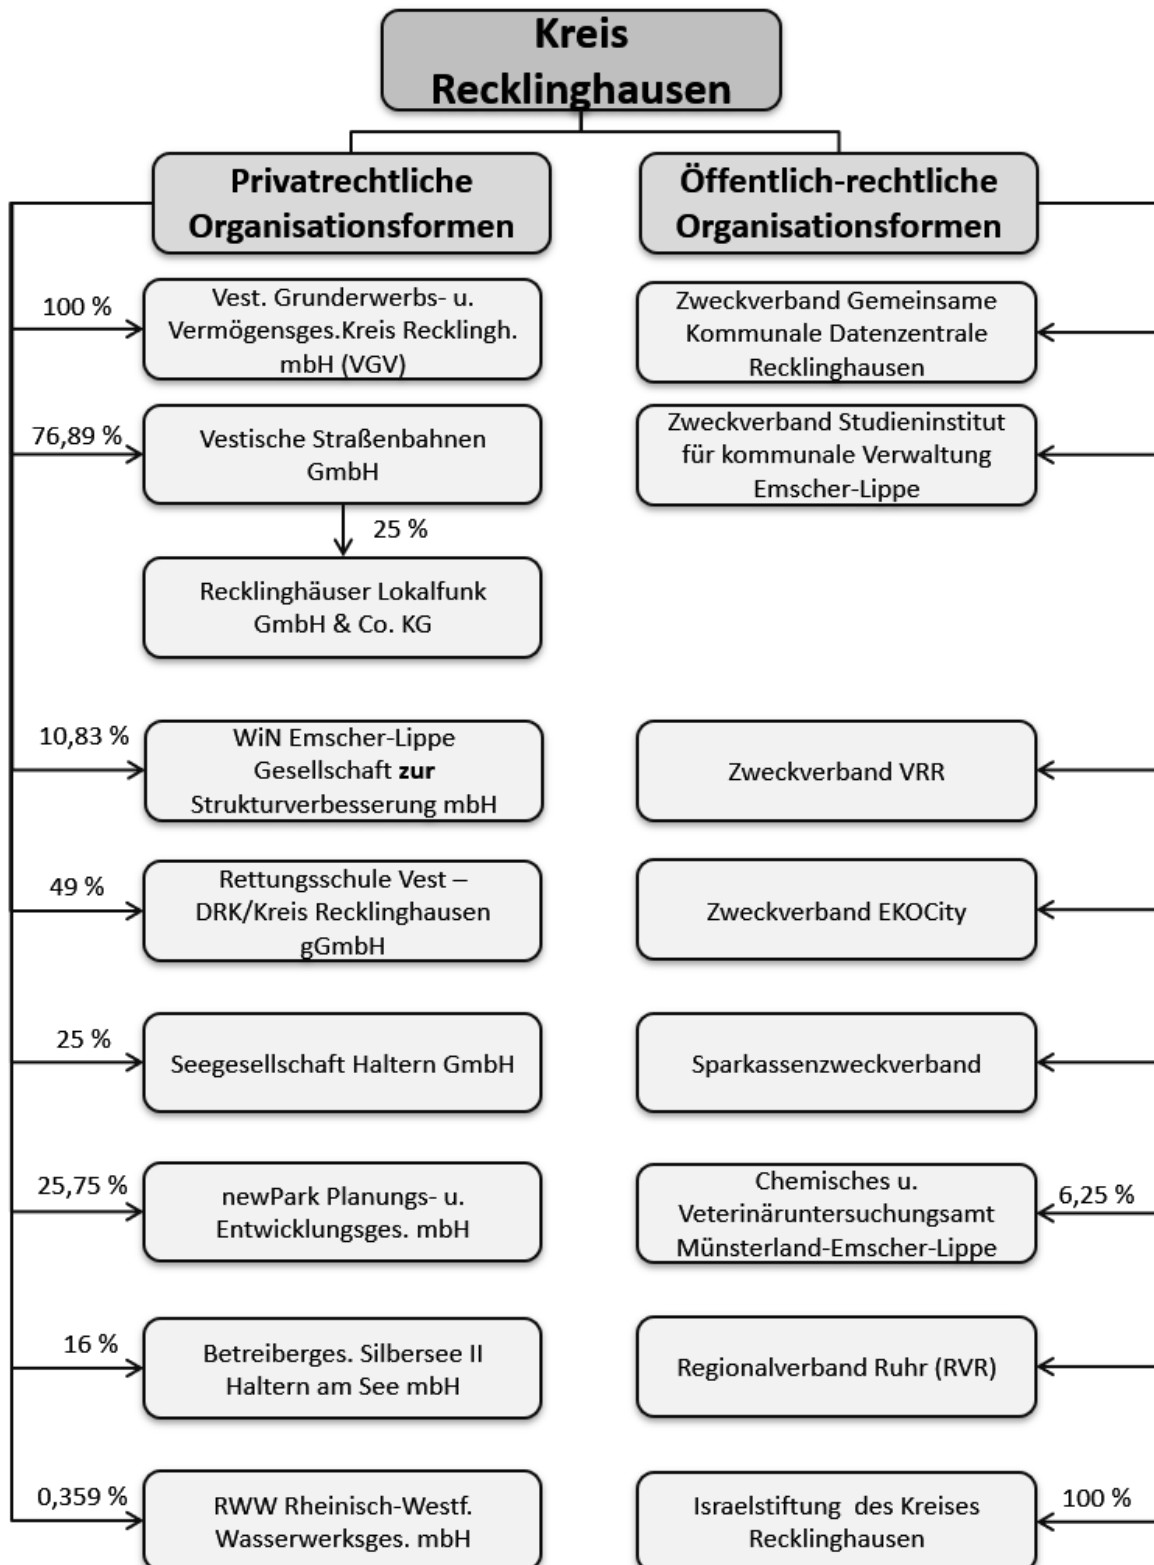 Kreis
Recklinghausen
Privatrechtliche
Organisationsformen
Öffentlich-rechtliche
Organisationsformen
100 %
Vest. Grunderwerbs- u.
Vermögensges.Kreis Recklingh.
mbH (VGV)
Zweckverband Gemeinsame
Kommunale Datenzentrale
Recklinghausen
76,89 %
Vestische Straßenbahnen
GmbH
Zweckverband Studieninstitut
für kommunale Verwaltung
Emscher-Lippe
25 %
Recklinghäuser Lokalfunk
GmbH & Co. KG
10,83 %
WiN Emscher-Lippe
Gesellschaft zur
Strukturverbesserung mbH
Zweckverband VRR
49 %
Rettungsschule Vest –
DRK/Kreis Recklinghausen
gGmbH
Zweckverband EKOCity
25 %
Seegesellschaft Haltern GmbH
Sparkassenzweckverband
25,75 %
newPark Planungs- u.
Entwicklungsges. mbH
Chemisches u.
Veterinäruntersuchungsamt
Münsterland-Emscher-Lippe
6,25 %
16 %
Betreiberges. Silbersee II
Haltern am See mbH
Regionalverband Ruhr (RVR)
0,359 %
RWW Rheinisch-Westf.
Wasserwerksges. mbH
Israelstiftung des Kreises
Recklinghausen
100 %